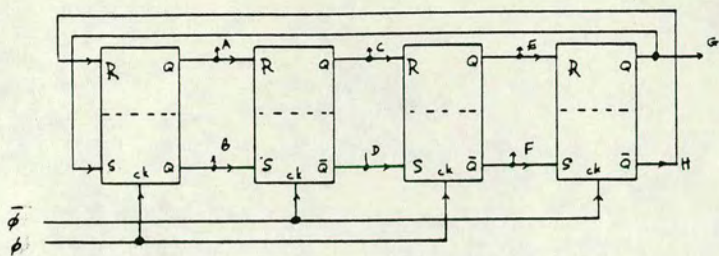 A C E
R Q R Q R Q R Q G
B D F
S ck Q S ck Q̄ S ck Q̄ S ck Q̄ H
φ̄
φ